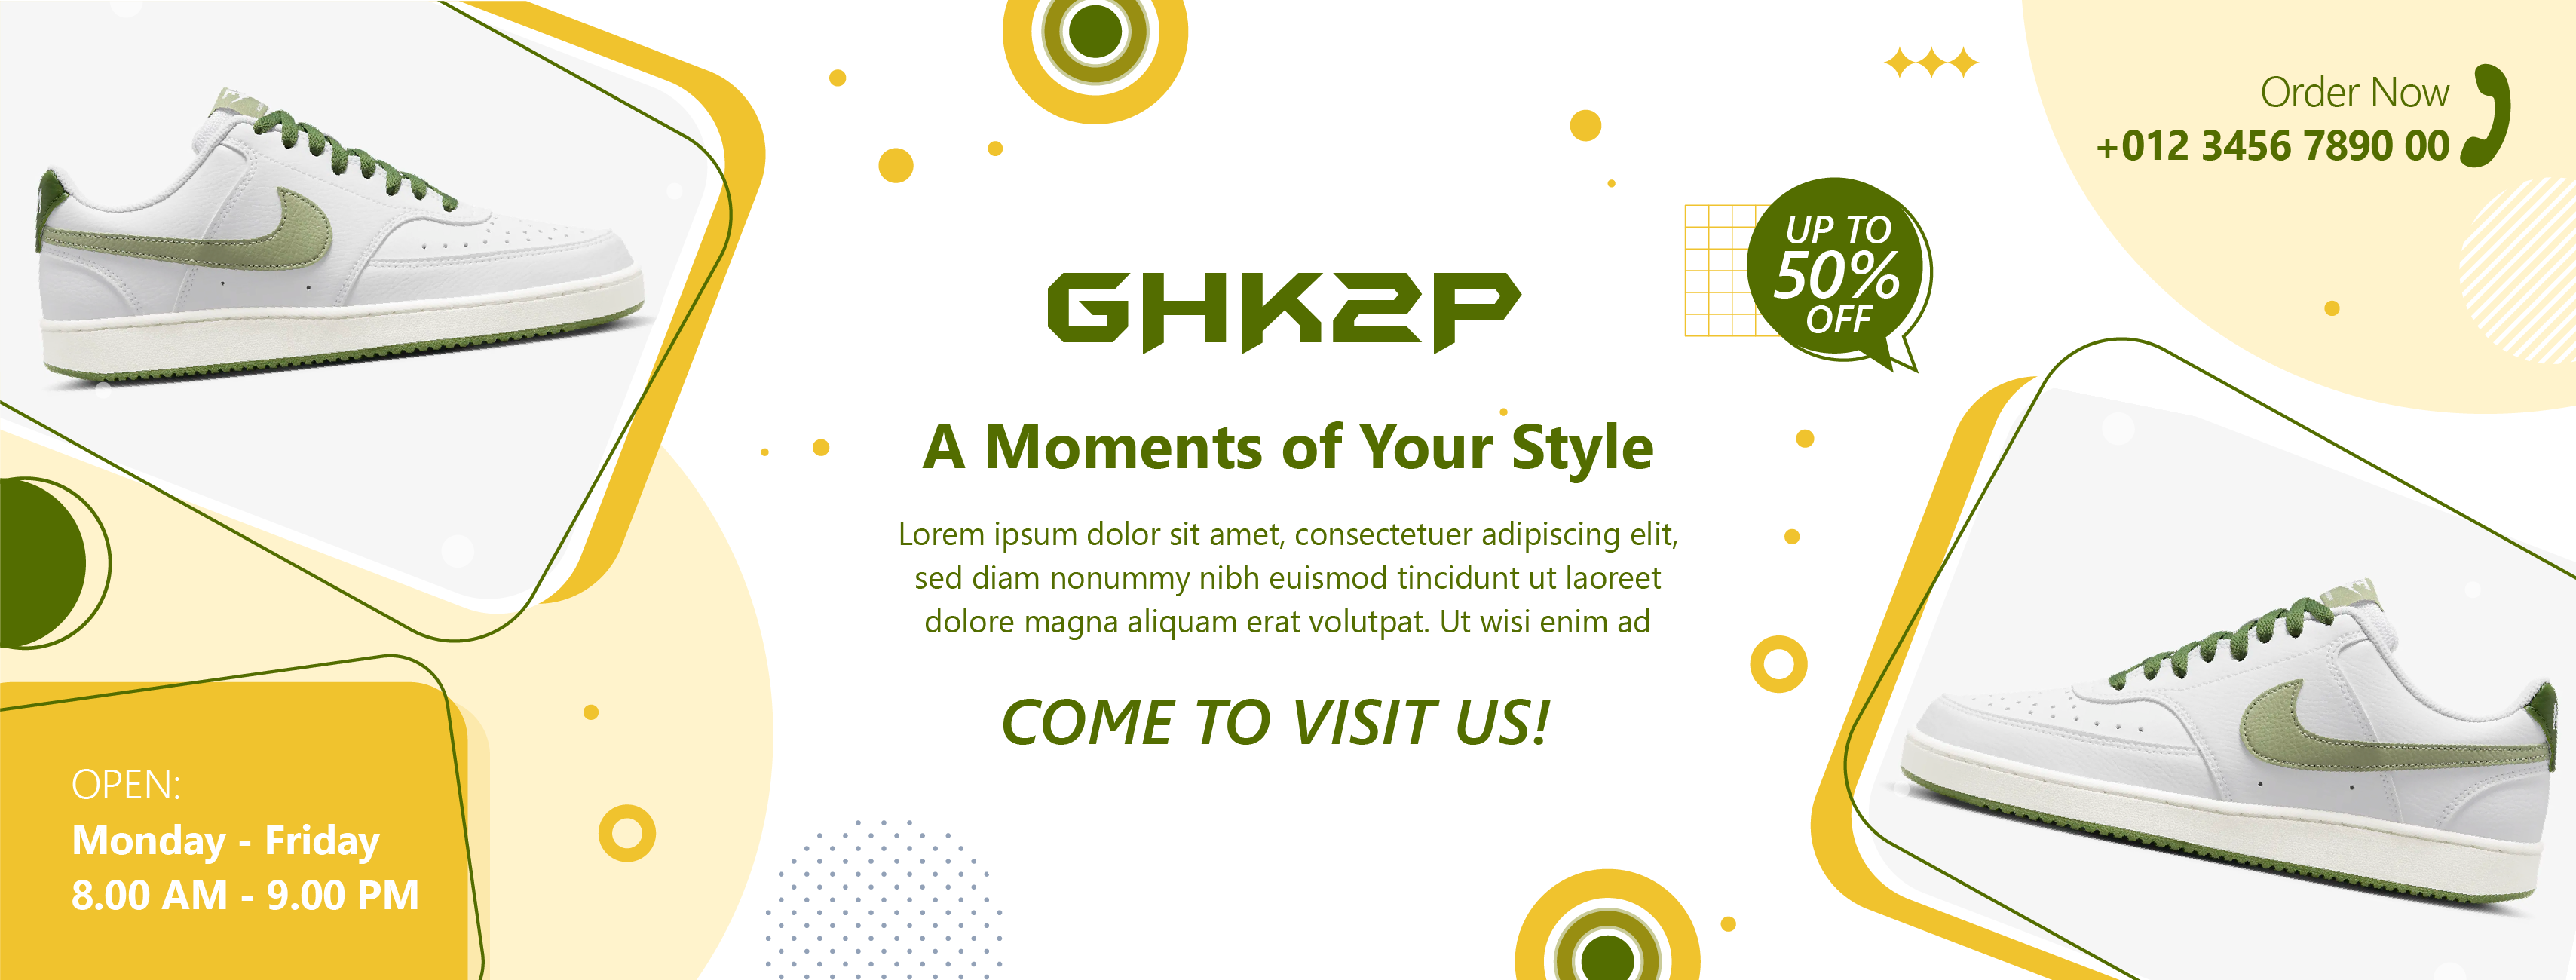 Order Now
+012 3456 7890 00
UP TO
50%
OFF
GHK2P
A Moments of Your Style
Lorem ipsum dolor sit amet, consectetuer adipiscing elit,
sed diam nonummy nibh euismod tincidunt ut laoreet
dolore magna aliquam erat volutpat. Ut wisi enim ad
COME TO VISIT US!
OPEN:
Monday - Friday
8.00 AM - 9.00 PM